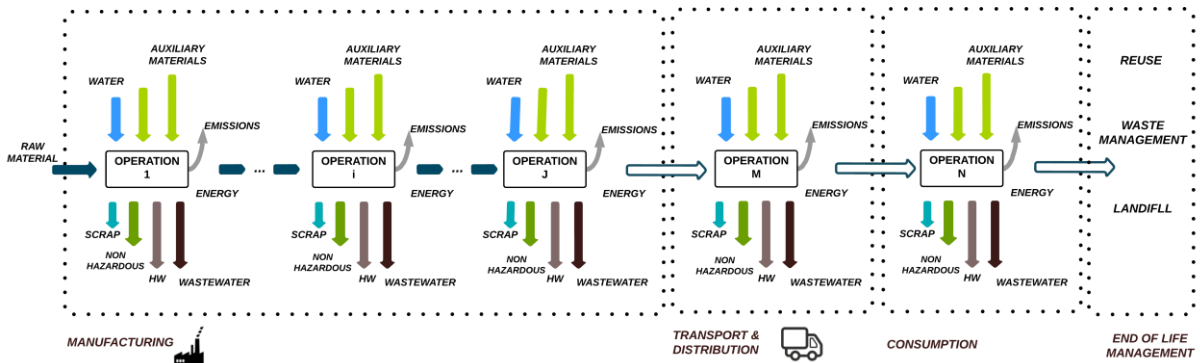 RAW
MATERIAL
WATER
AUXILIARY
MATERIALS
EMISSIONS
OPERATION
1
ENERGY
SCRAP
NON
HAZARDOUS
HW
WASTEWATER
...
WATER
AUXILIARY
MATERIALS
EMISSIONS
OPERATION
i
ENERGY
SCRAP
NON
HAZARDOUS
HW
WASTEWATER
...
WATER
AUXILIARY
MATERIALS
EMISSIONS
OPERATION
J
ENERGY
SCRAP
NON
HAZARDOUS
HW
WASTEWATER
MANUFACTURING
WATER
AUXILIARY
MATERIALS
EMISSIONS
OPERATION
M
ENERGY
SCRAP
NON
HAZARDOUS
HW
WASTEWATER
TRANSPORT &
DISTRIBUTION
WATER
AUXILIARY
MATERIALS
EMISSIONS
OPERATION
N
ENERGY
SCRAP
NON
HAZARDOUS
HW
WASTEWATER
CONSUMPTION
REUSE
WASTE
MANAGEMENT
LANDIFLL
END OF LIFE
MANAGEMENT